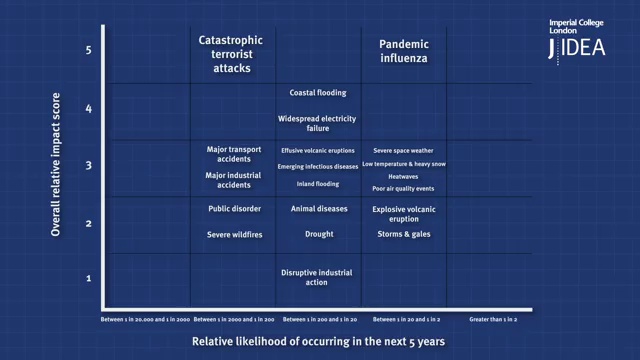 Imperial College
London
J IDEA
Overall relative impact score
5
Catastrophic
terrorist
attacks
Pandemic
influenza
4
Coastal flooding
Widespread electricity
failure
3
Major transport
accidents
Major industrial
accidents
Effusive volcanic eruptions
Emerging infectious diseases
Inland flooding
Severe space weather
Low temperature & heavy snow
Heatwaves
Poor air quality events
2
Public disorder
Severe wildfires
Animal diseases
Drought
Explosive volcanic
eruption
Storms & gales
1
Disruptive industrial
action
Between 1 in 20,000 and 1 in 2000
Between 1 in 2000 and 1 in 200
Between 1 in 200 and 1 in 20
Between 1 in 20 and 1 in 2
Greater than 1 in 2
Relative likelihood of occurring in the next 5 years